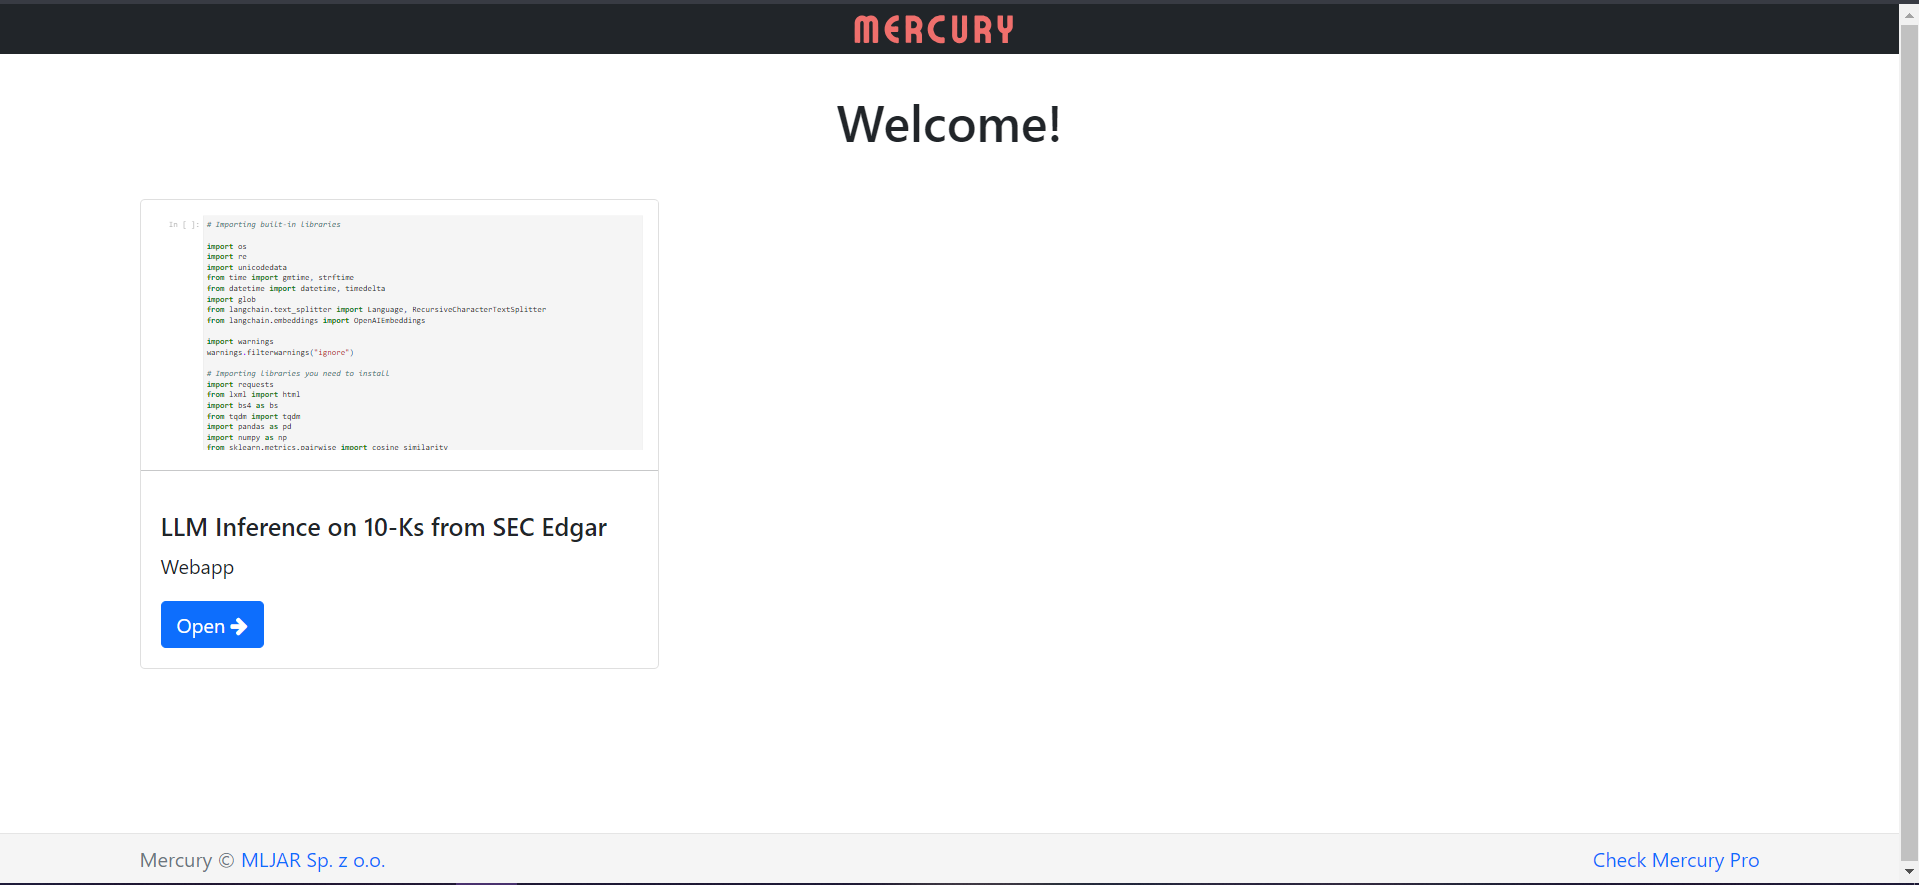 MERCURY
Welcome!
In [ ]: # Importing built-in libraries
import os
import re
import unicodedata
from time import gmtime, strftime
from datetime import datetime, timedelta
import glob
from langchain.text_splitter import Language, RecursiveCharacterTextSplitter
from langchain.embeddings import OpenAIEmbeddings
import warnings
warnings.filterwarnings("ignore")
# Importing libraries you need to install
import requests
from lxml import html
import bs4 as bs
from tqdm import tqdm
import pandas as pd
import numpy as np
from sklearn.metrics.pairwise import cosine_similarity
LLM Inference on 10-Ks from SEC Edgar
Webapp
Open
Mercury © MLJAR Sp. z o.o.
Check Mercury Pro